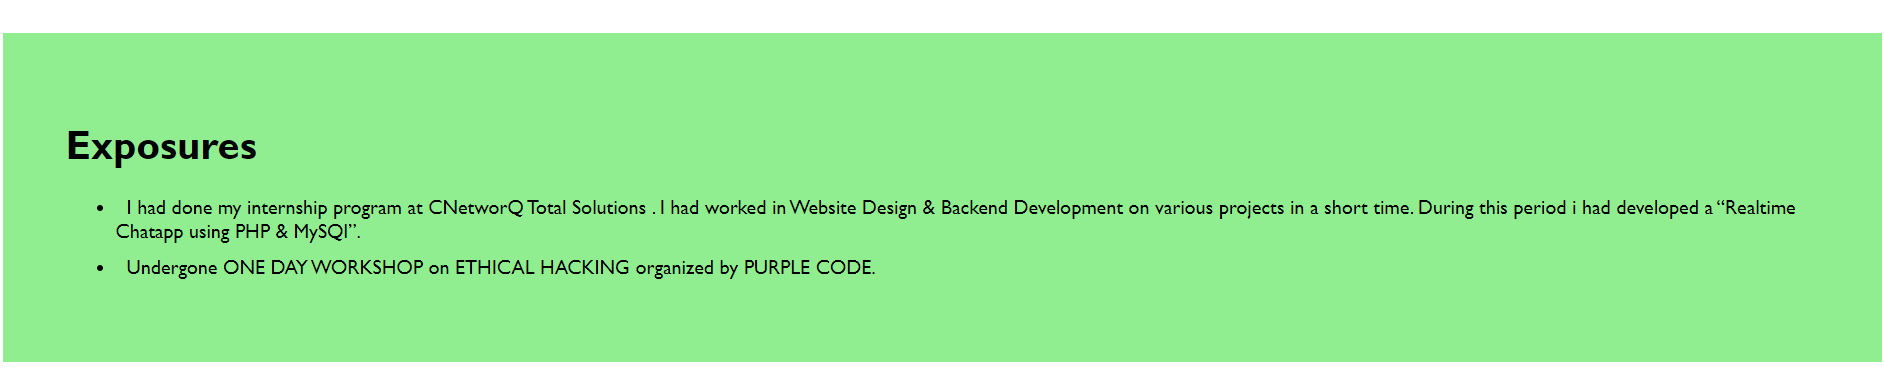 Exposures
• I had done my internship program at CNetworQ Total Solutions . I had worked in Website Design & Backend Development on various projects in a short time. During this period i had developed a “Realtime
Chatapp using PHP & MySQl”.
• Undergone ONE DAY WORKSHOP on ETHICAL HACKING organized by PURPLE CODE.